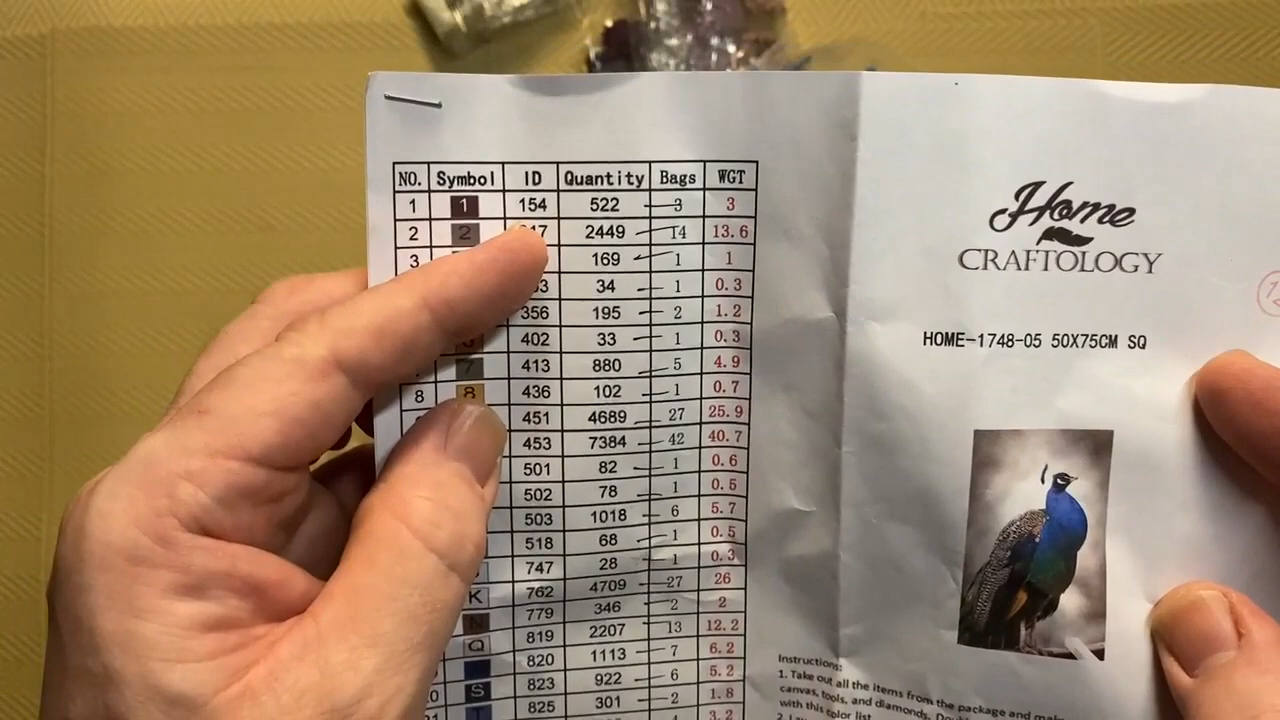 NO. Symbol ID Quantity Bags WGT
1 1 154 522 3 3
2 2 2449 14 13.6
3 169 1 1
34 1 0.3
356 195 2 1.2
402 33 1 0.3
7 413 880 5 4.9
8 8 436 102 1 0.7
451 4689 27 25.9
453 7384 42 40.7
501 82 1 0.6
502 78 1 0.5
503 1018 6 5.7
518 68 1 0.5
747 28 1 0.3
K 762 4709 27 26
N 779 346 2 2
Q 819 2207 13 12.2
820 1113 7 6.2
S 823 922 6 5.2
T 825 301 2 1.8
3.2
Home
CRAFTOLOGY
HOME-1748-05 50X75CM SQ
Instructions:
1. Take out all the items from the package and make
canvas, tools, and diamonds.
with this color list